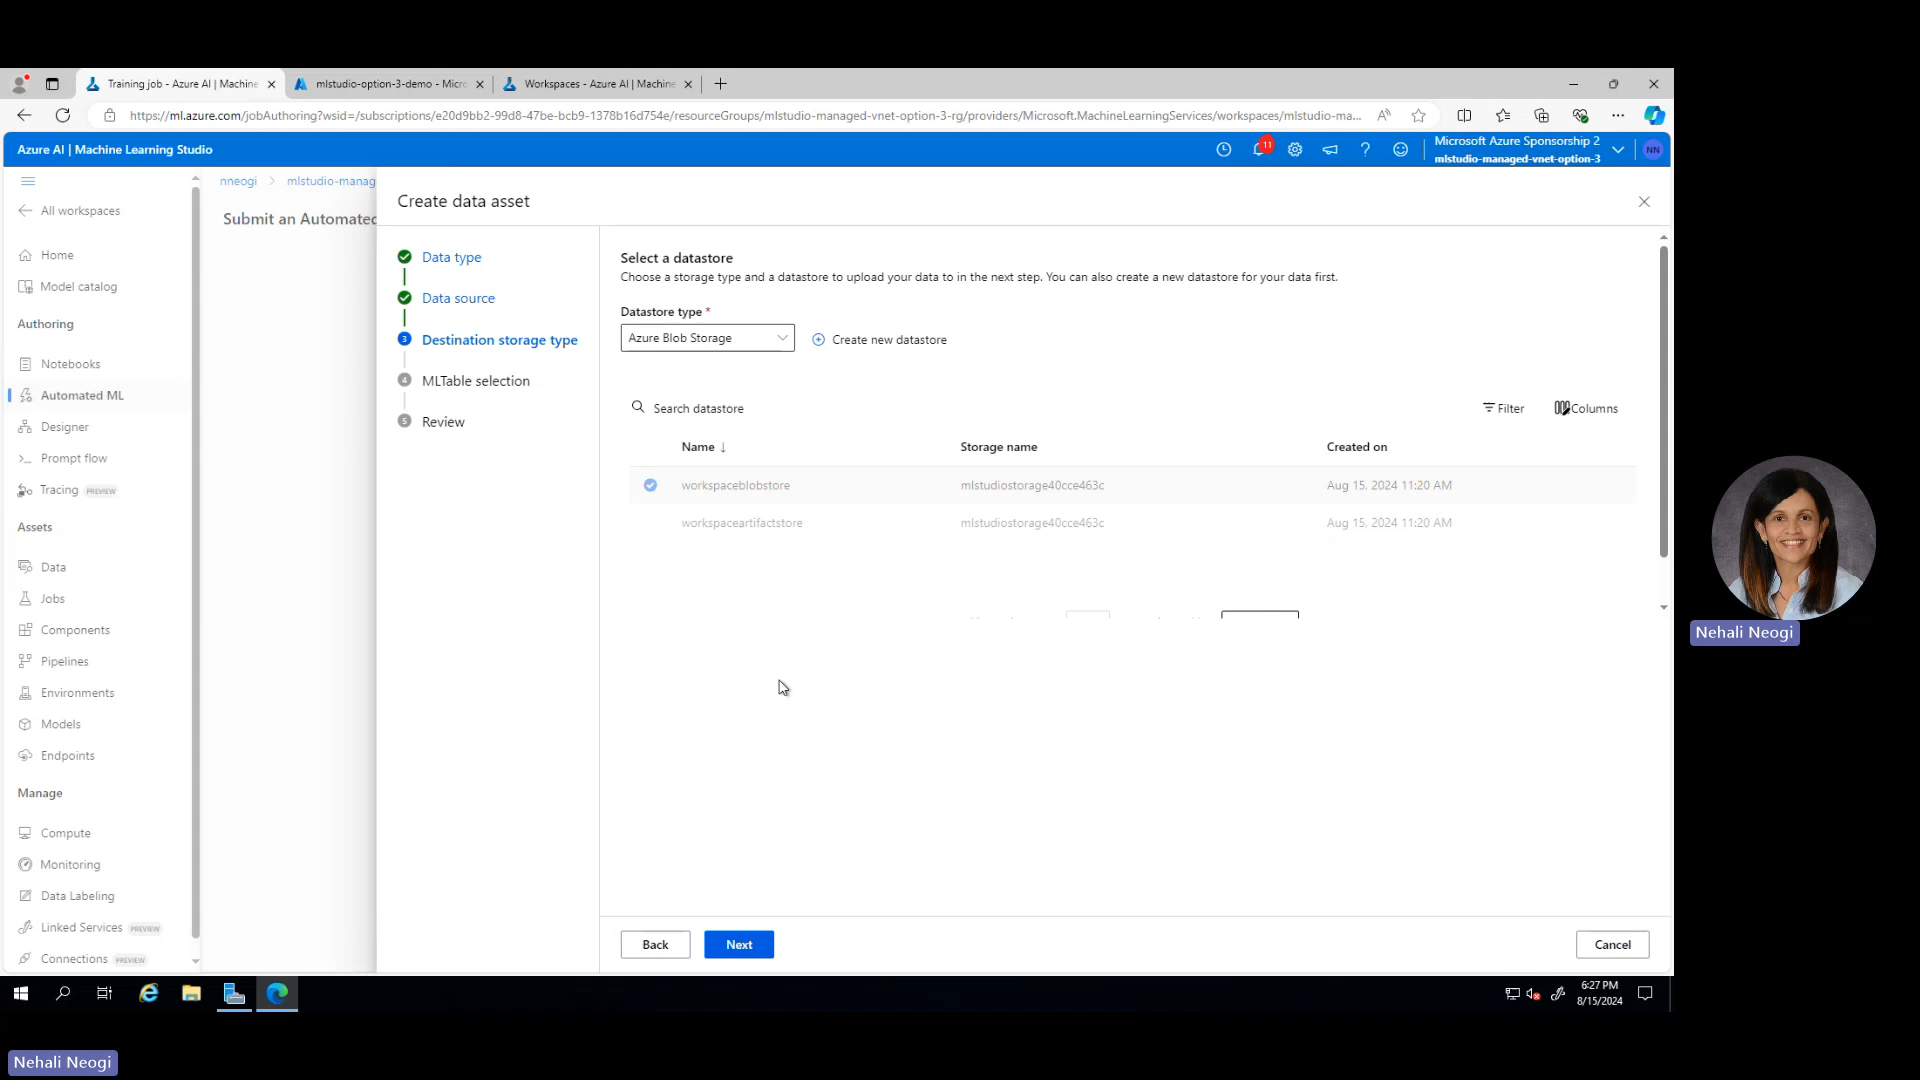 Training job - Azure AI | Machine
mlstudio-option-3-demo - Micro
Workspaces - Azure AI | Machine
https://ml.azure.com/jobAuthoring?wsid=/subscriptions/e20d9bb2-99d8-47be-bcb9-1378b16d754e/resourceGroups/mlstudio-managed-vnet-option-3-rg/providers/Microsoft.MachineLearningServices/workspaces/mlstudio-ma...
Azure AI | Machine Learning Studio
11
Microsoft Azure Sponsorship 2
mlstudio-managed-vnet-option-3
NN
All workspaces
Home
Model catalog
Authoring
Notebooks
Automated ML
Designer
Prompt flow
Tracing PREVIEW
Assets
Data
Jobs
Components
Pipelines
Environments
Models
Endpoints
Manage
Compute
Monitoring
Data Labeling
Linked Services PREVIEW
Connections PREVIEW
nneogi > mlstudio-manag
Submit an Automated
Create data asset
Data type
Data source
3 Destination storage type
4 MLTable selection
5 Review
Select a datastore
Choose a storage type and a datastore to upload your data to in the next step. You can also create a new datastore for your data first.
Datastore type *
Azure Blob Storage
Create new datastore
Search datastore
Filter
Columns
Name ↓ Storage name Created on
workspaceblobstore mlstudiostorage40cce463c Aug 15, 2024 11:20 AM
workspaceartifactstore mlstudiostorage40cce463c Aug 15, 2024 11:20 AM
Back
Next
Cancel
6:27 PM
8/15/2024
Nehali Neogi
Nehali Neogi